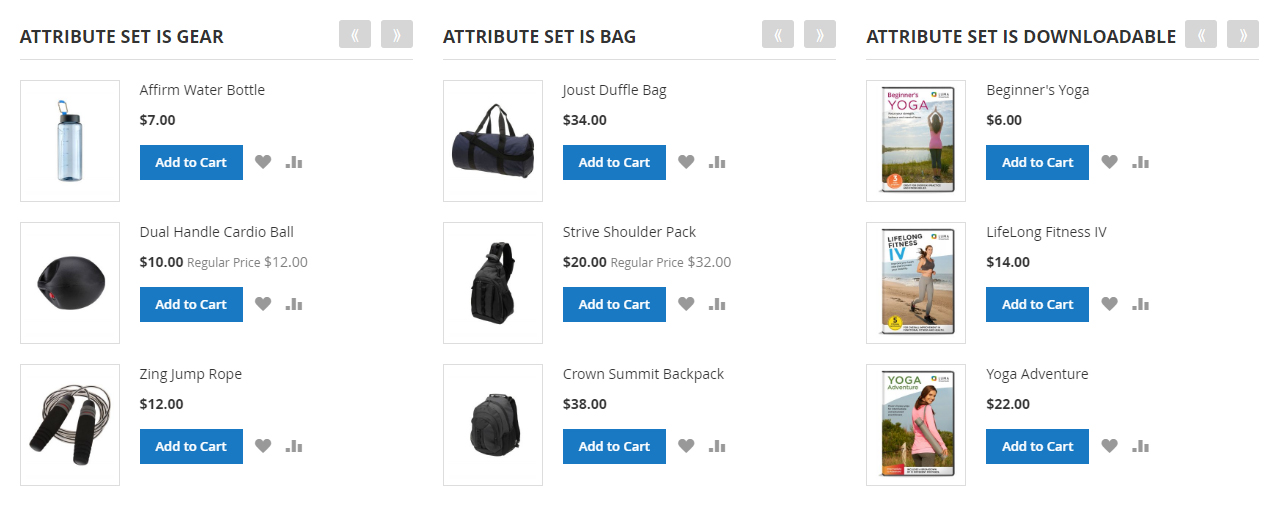 ATTRIBUTE SET IS GEAR
Affirm Water Bottle
$7.00
Add to Cart
Dual Handle Cardio Ball
$10.00 Regular Price $12.00
Add to Cart
Zing Jump Rope
$12.00
Add to Cart
ATTRIBUTE SET IS BAG
Joust Duffle Bag
$34.00
Add to Cart
Strive Shoulder Pack
$20.00 Regular Price $32.00
Add to Cart
Crown Summit Backpack
$38.00
Add to Cart
ATTRIBUTE SET IS DOWNLOADABLE
Beginner's
YOGA
LUMA
3
Beginner's Yoga
$6.00
Add to Cart
LIFELONG
FITNESS
IV
LUMA
5
LifeLong Fitness IV
$14.00
Add to Cart
YOGA
Adventure
LUMA
Yoga Adventure
$22.00
Add to Cart